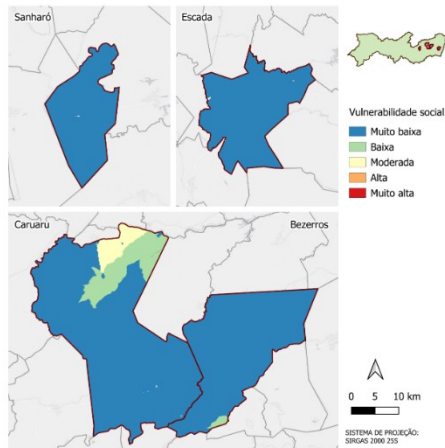 Sanharó
Escada
Vulnerabilidade social
Muito baixa
Baixa
Moderada
Alta
Muito alta
Caruaru
Bezerros
0 5 10 km
SISTEMA DE PROJEÇÃO:
SIRGAS 2000 25S